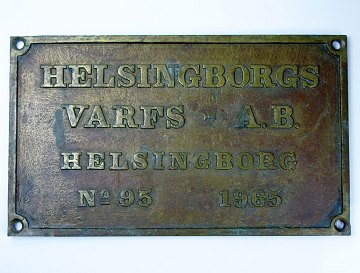 HELSINGBORGS
VARFS - A.B.
HELSINGBORG
Nº 95 1965